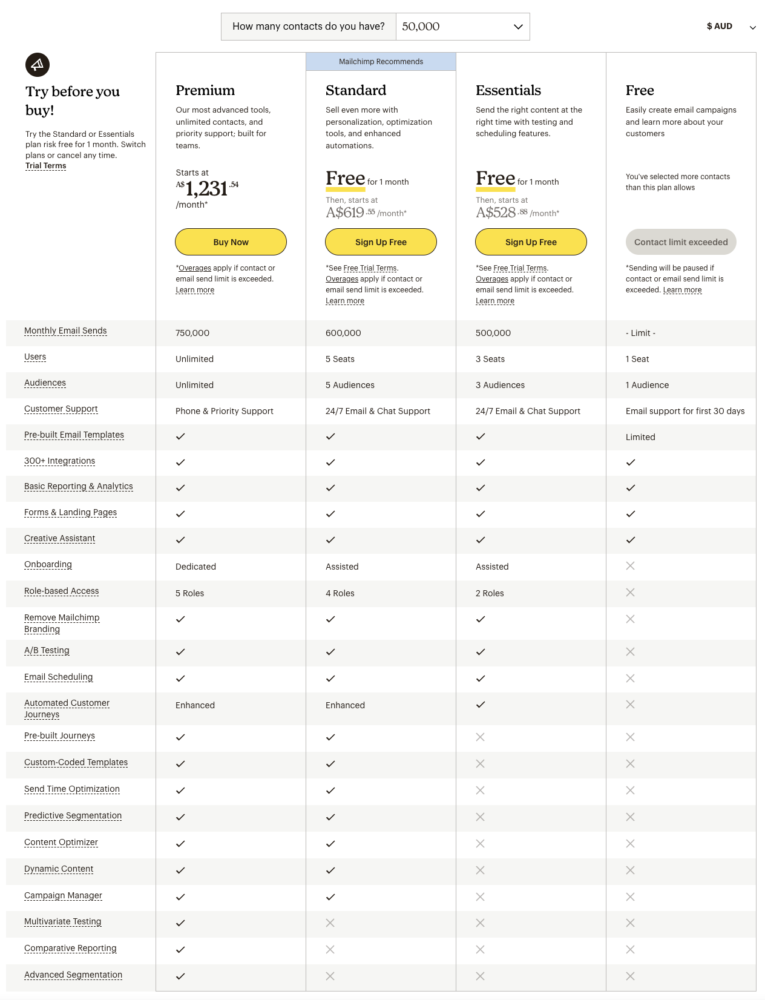 How many contacts do you have? 50,000
$ AUD
Try before you
buy!
Try the Standard or Essentials
plan risk free for 1 month. Switch
plans or cancel any time.
Trial Terms
Premium
Our most advanced tools,
unlimited contacts, and
priority support; built for
teams.
Starts at
A$1,231.54
/month*
Buy Now
*Overages apply if contact or
email send limit is exceeded.
Learn more
Mailchimp Recommends
Standard
Sell even more with
personalization, optimization
tools, and enhanced
automations.
Free for 1 month
Then, starts at
A$619.55 /month*
Sign Up Free
*See Free Trial Terms.
Overages apply if contact or
email send limit is exceeded.
Learn more
Essentials
Send the right content at the
right time with testing and
scheduling features.
Free for 1 month
Then, starts at
A$528.88 /month*
Sign Up Free
*See Free Trial Terms.
Overages apply if contact or
email send limit is exceeded.
Learn more
Free
Easily create email campaigns
and learn more about your
customers
You've selected more contacts
than this plan allows
Contact limit exceeded
*Sending will be paused if
contact or email send limit is
exceeded. Learn more
Monthly Email Sends 750,000 600,000 500,000 - Limit -
Users Unlimited 5 Seats 3 Seats 1 Seat
Audiences Unlimited 5 Audiences 3 Audiences 1 Audience
Customer Support Phone & Priority Support 24/7 Email & Chat Support 24/7 Email & Chat Support Email support for first 30 days
Pre-built Email Templates Limited
300+ Integrations
Basic Reporting & Analytics
Forms & Landing Pages
Creative Assistant
Onboarding Dedicated Assisted Assisted
Role-based Access 5 Roles 4 Roles 2 Roles
Remove Mailchimp
Branding
A/B Testing
Email Scheduling
Automated Customer
Journeys Enhanced Enhanced
Pre-built Journeys
Custom-Coded Templates
Send Time Optimization
Predictive Segmentation
Content Optimizer
Dynamic Content
Campaign Manager
Multivariate Testing
Comparative Reporting
Advanced Segmentation